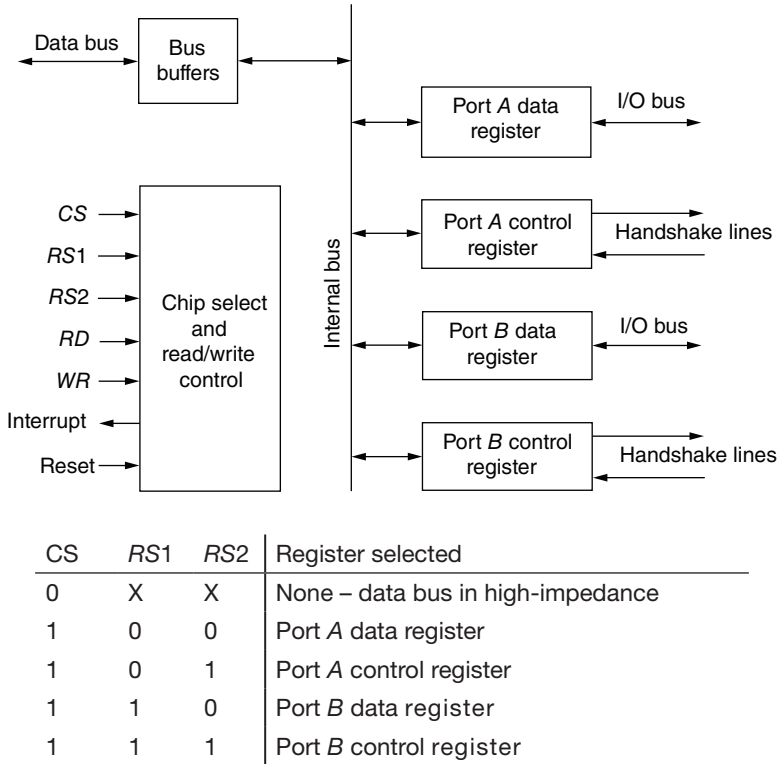 Data bus
Bus
buffers
Port A data
register
I/O bus
CS
RS1
RS2
RD
WR
Interrupt
Reset
Chip select
and
read/write
control
Internal bus
Port A control
register
Handshake lines
Port B data
register
I/O bus
Port B control
register
Handshake lines
CS RS1 RS2 Register selected
0 X X None – data bus in high-impedance
1 0 0 Port A data register
1 0 1 Port A control register
1 1 0 Port B data register
1 1 1 Port B control register